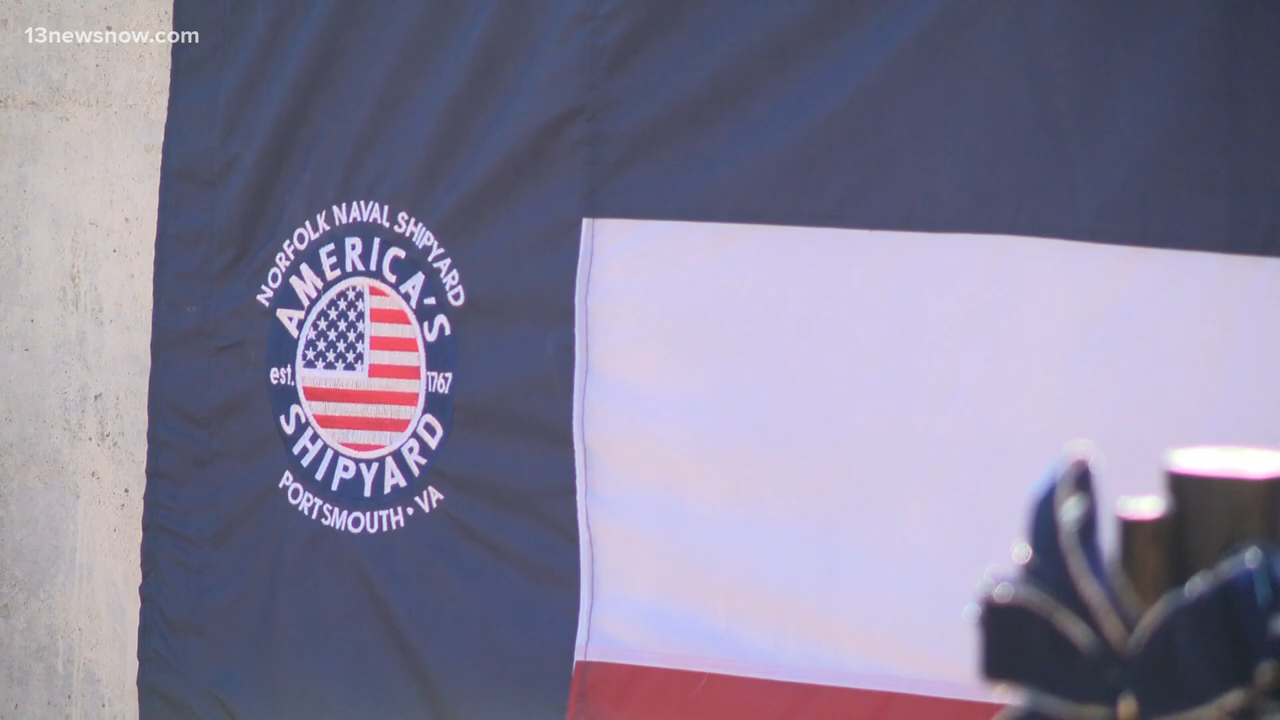 13newsnow.com
NORFOLK NAVAL SHIPYARD
AMERICA'S
est. 1767
SHIPYARD
PORTSMOUTH • VA